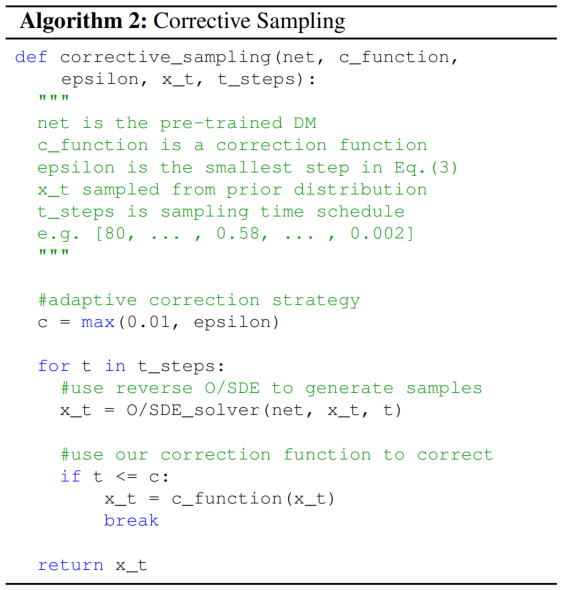 Algorithm 2: Corrective Sampling
def corrective_sampling(net, c_function,
epsilon, x_t, t_steps):
"""
net is the pre-trained DM
c_function is a correction function
epsilon is the smallest step in Eq.(3)
x_t sampled from prior distribution
t_steps is sampling time schedule
e.g. [80, ... , 0.58, ... , 0.002]
"""
#adaptive correction strategy
c = max(0.01, epsilon)
for t in t_steps:
#use reverse O/SDE to generate samples
x_t = O/SDE_solver(net, x_t, t)
#use our correction function to correct
if t <= c:
x_t = c_function(x_t)
break
return x_t